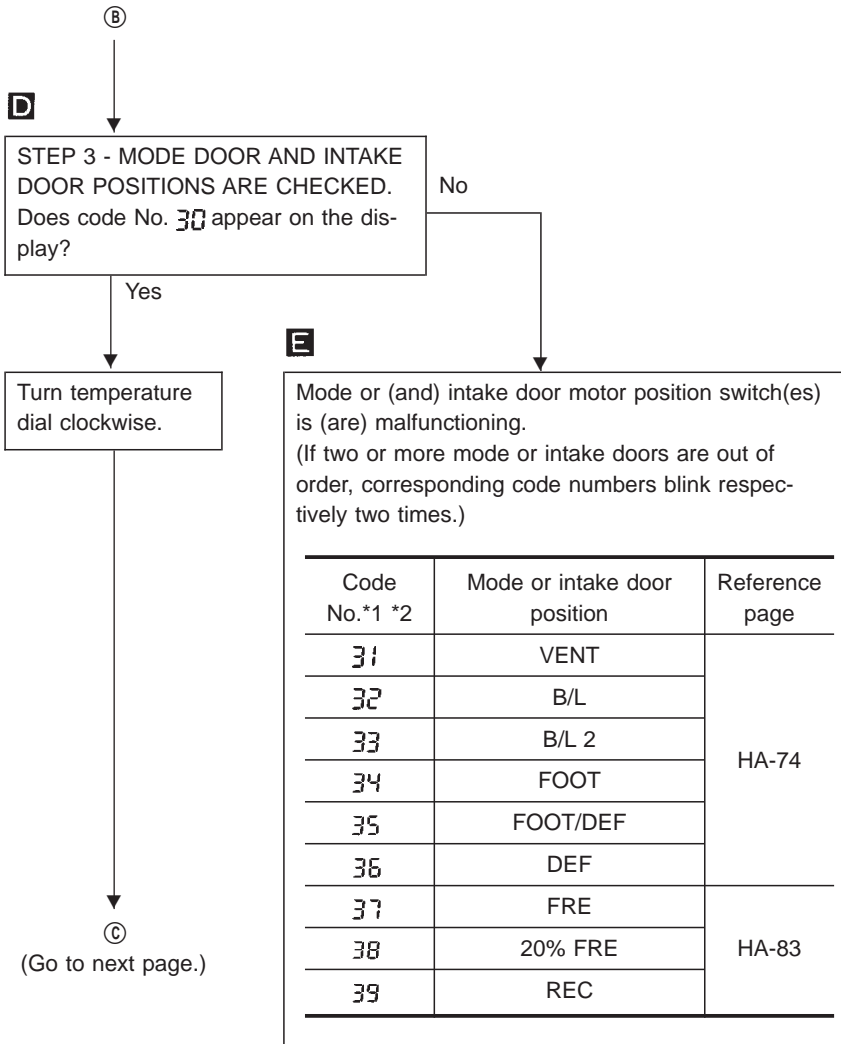 Ⓑ
D
STEP 3 - MODE DOOR AND INTAKE
DOOR POSITIONS ARE CHECKED.
Does code No. 30 appear on the dis-
play?
No
Yes
Turn temperature
dial clockwise.
Ⓒ
(Go to next page.)
E
Mode or (and) intake door motor position switch(es)
is (are) malfunctioning.
(If two or more mode or intake doors are out of
order, corresponding code numbers blink respec-
tively two times.)
Code No.*1 *2 Mode or intake door position Reference page
31 VENT HA-74
32 B/L
33 B/L 2
34 FOOT
35 FOOT/DEF
36 DEF
37 FRE HA-83
38 20% FRE
39 REC